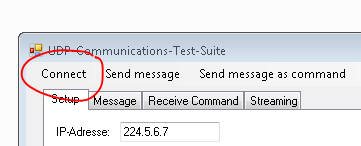 UDP-Communications-Test-Suite
Connect Send message Send message as command
Setup Message Receive Command Streaming
IP-Adresse: 224.5.6.7